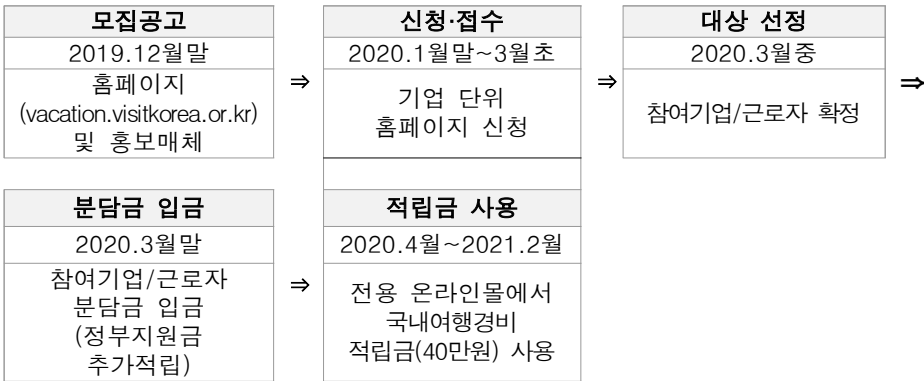 모집공고
2019.12월말
홈페이지
(vacation.visitkorea.or.kr)
및 홍보매체
⇒
신청·접수
2020.1월말~3월초
기업 단위
홈페이지 신청
⇒
대상 선정
2020.3월중
참여기업/근로자 확정
⇒
분담금 입금
2020.3월말
참여기업/근로자
분담금 입금
(정부지원금
추가적립)
⇒
적립금 사용
2020.4월~2021.2월
전용 온라인몰에서
국내여행경비
적립금(40만원) 사용